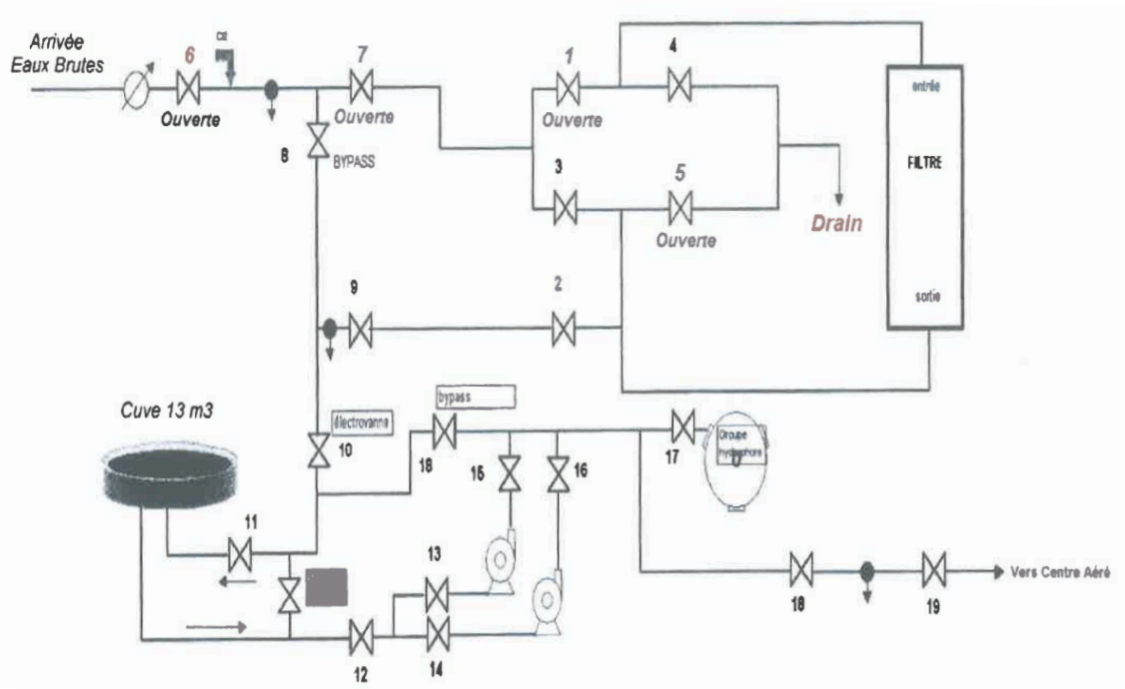 Arrivée
Eaux Brutes
6
Ouverte
7
Ouverte
8
BYPASS
1
Ouverte
4
3
5
Ouverte
Drain
entrée
FILTRE
sortie
9
2
Cuve 13 m3
électrovanne
10
bypass
18
15
16
17
Groupe
hydrophore
11
13
12
14
18
19
Vers Centre Aéré